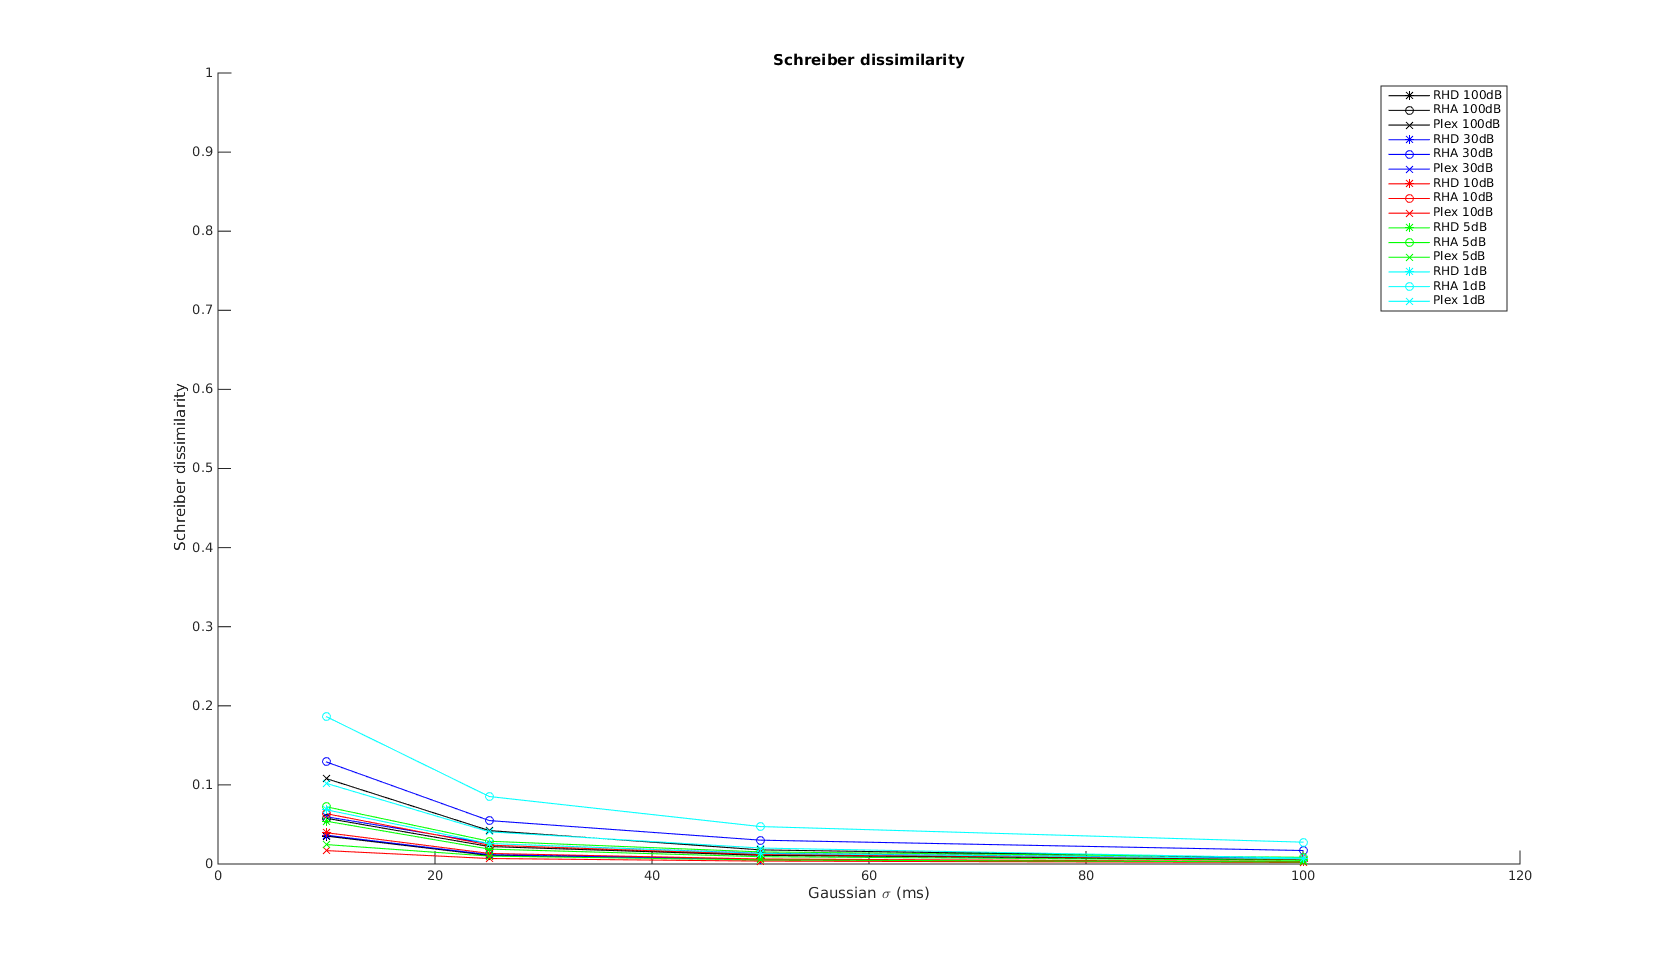 Schreiber dissimilarity
1
0.9
0.8
0.7
0.6
0.5
0.4
0.3
0.2
0.1
0
Schreiber dissimilarity
RHD 100dB
RHA 100dB
Plex 100dB
RHD 30dB
RHA 30dB
Plex 30dB
RHD 10dB
RHA 10dB
Plex 10dB
RHD 5dB
RHA 5dB
Plex 5dB
RHD 1dB
RHA 1dB
Plex 1dB
0 20 40 60 80 100 120
Gaussian σ (ms)